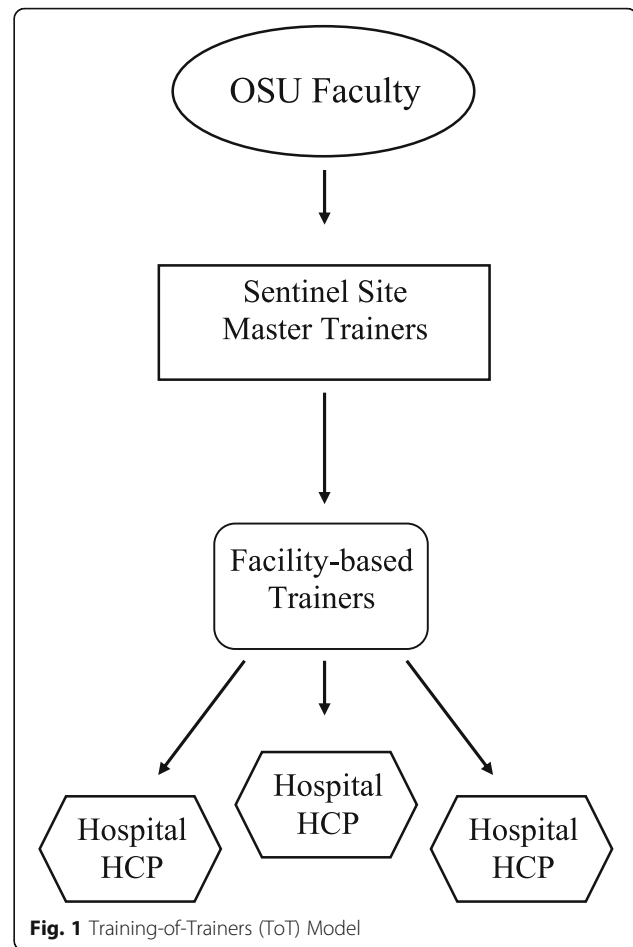 OSU Faculty
Sentinel Site
Master Trainers
Facility-based
Trainers
Hospital
HCP
Hospital
HCP
Hospital
HCP
Fig. 1 Training-of-Trainers (ToT) Model